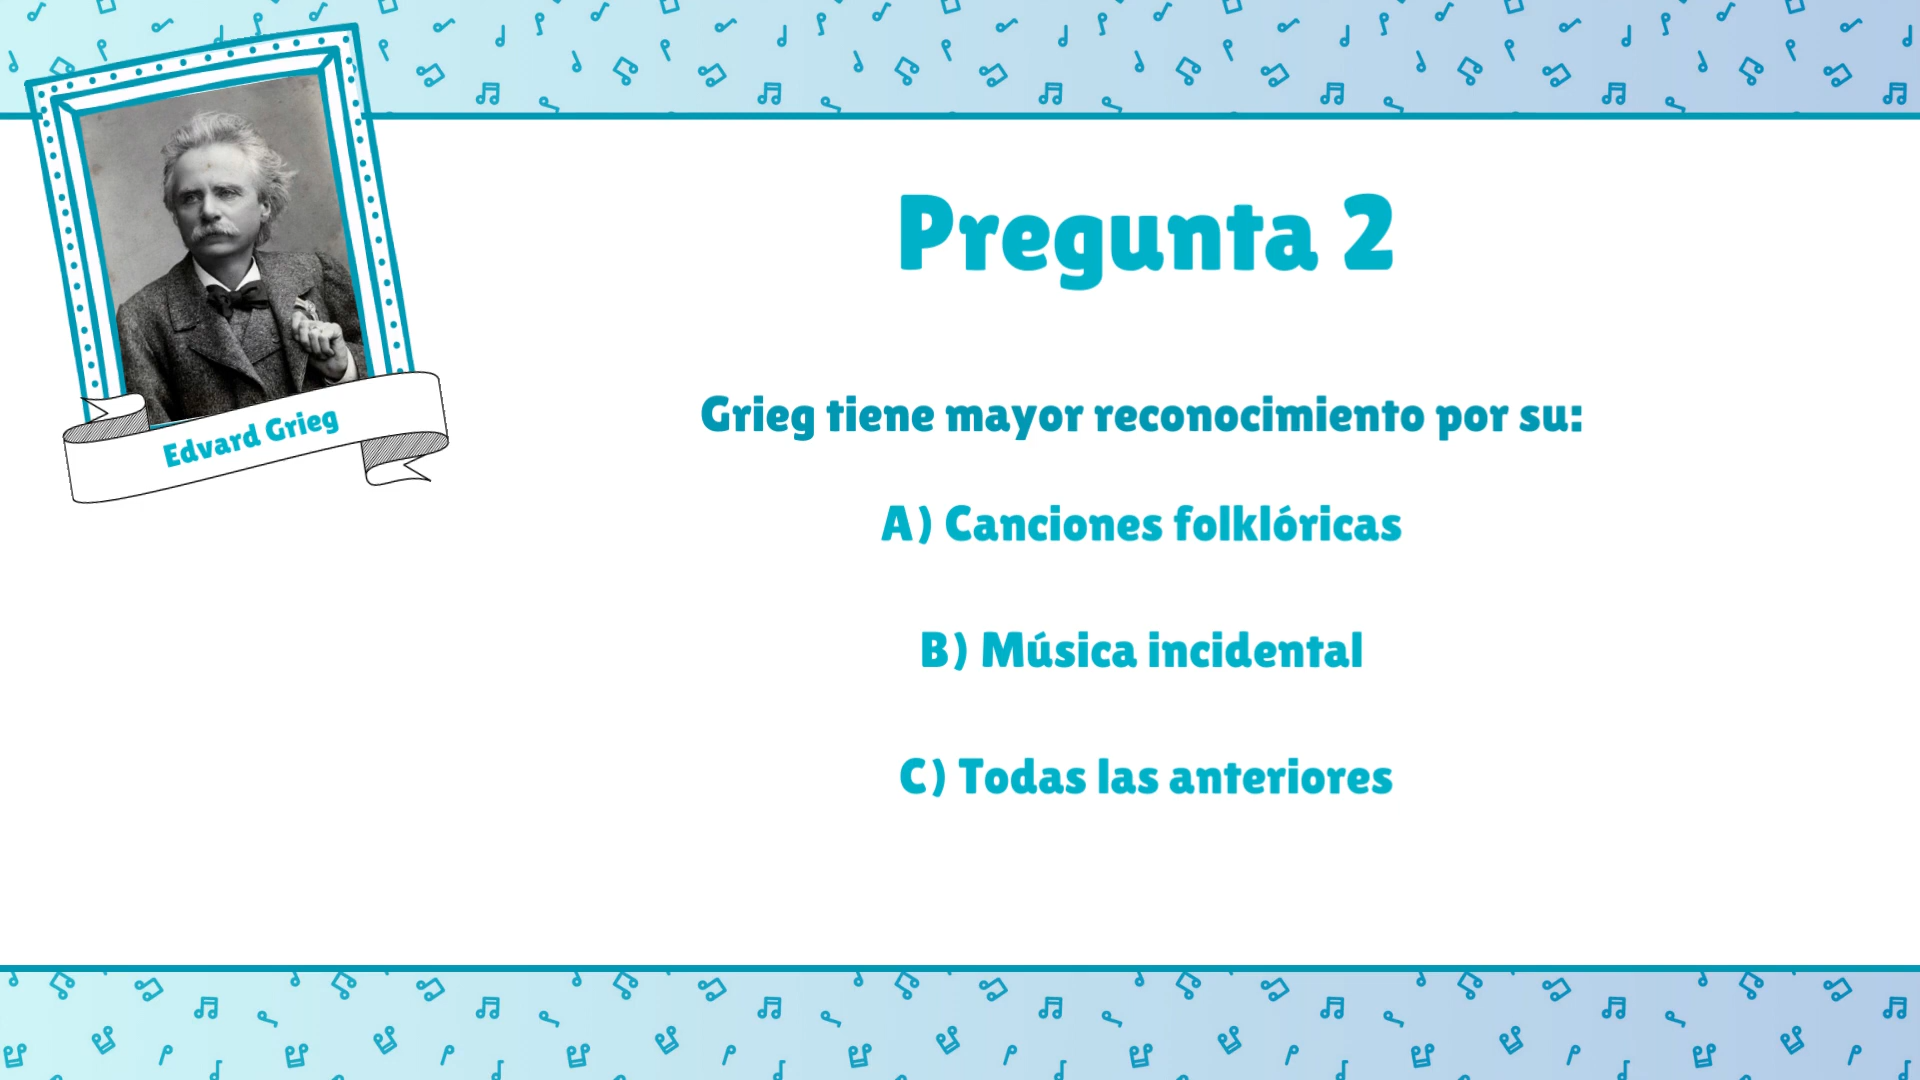 Edvard Grieg
Pregunta 2
Grieg tiene mayor reconocimiento por su:
A) Canciones folklóricas
B) Música incidental
C) Todas las anteriores